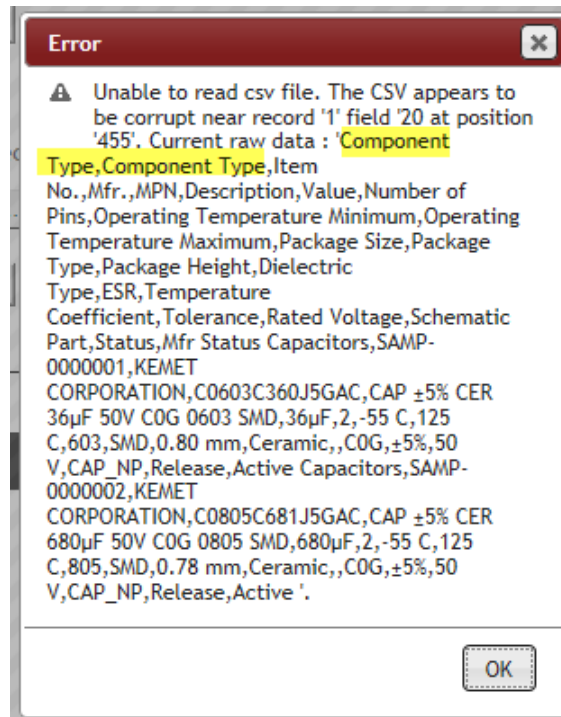 Error
Unable to read csv file. The CSV appears to
be corrupt near record '1' field '20 at position
'455'. Current raw data : 'Component
Type,Component Type,Item
No.,Mfr.,MPN,Description,Value,Number of
Pins,Operating Temperature Minimum,Operating
Temperature Maximum,Package Size,Package
Type,Package Height,Dielectric
Type,ESR,Temperature
Coefficient,Tolerance,Rated Voltage,Schematic
Part,Status,Mfr Status Capacitors,SAMP-
0000001,KEMET
CORPORATION,C0603C360J5GAC,CAP ±5% CER
36µF 50V C0G 0603 SMD,36µF,2,-55 C,125
C,603,SMD,0.80 mm,Ceramic,,C0G,±5%,50
V,CAP_NP,Release,Active Capacitors,SAMP-
0000002,KEMET
CORPORATION,C0805C681J5GAC,CAP ±5% CER
680µF 50V C0G 0805 SMD,680µF,2,-55 C,125
C,805,SMD,0.78 mm,Ceramic,,C0G,±5%,50
V,CAP_NP,Release,Active '.
OK